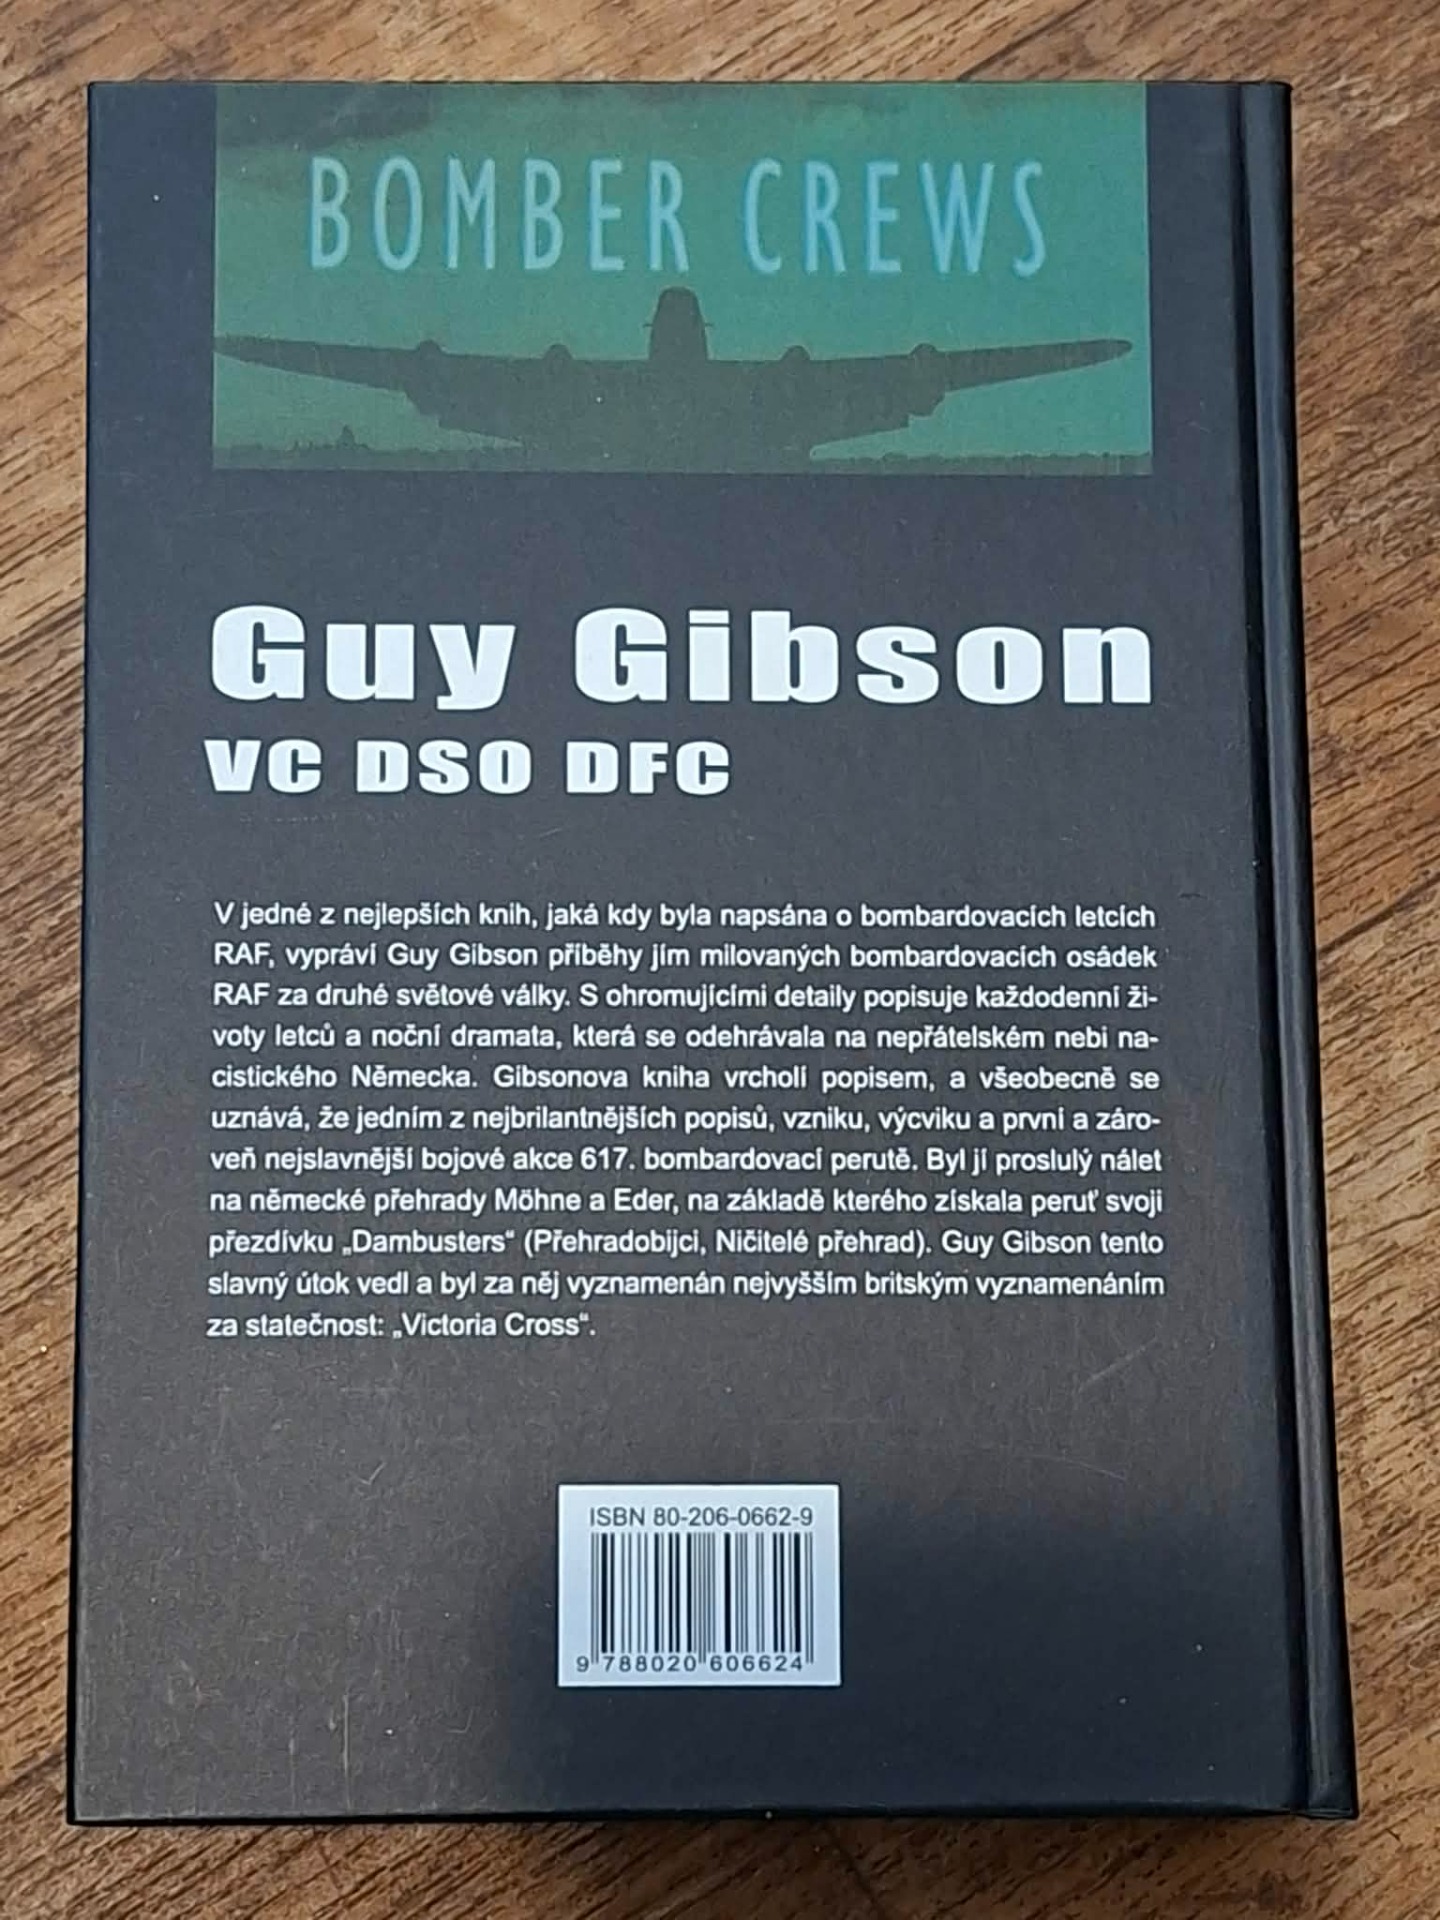 BOMBER CREWS
Guy Gibson
VC DSO DFC
V jedné z nejlepších knih, jaká kdy byla napsána o bombardovacích letcích
RAF, vypráví Guy Gibson příběhy jím milovaných bombardovacích osádek
RAF za druhé světové války. S ohromujícími detaily popisuje každodenní ži-
voty letců a noční dramata, která se odehrávala na nepřátelském nebi na-
cistického Německa. Gibsonova kniha vrcholí popisem, a všeobecně se
uznává, že jedním z nejbrilantnějších popisů, vzniku, výcviku a první a záro-
veň nejslavnější bojové akce 617. bombardovací perutě. Byl jí proslulý nálet
na německé přehrady Möhne a Eder, na základě kterého získala peruť svoji
přezdívku „Dambusters“ (Přehradobijci, Ničitelé přehrad). Guy Gibson tento
slavný útok vedl a byl za něj vyznamenán nejvyšším britským vyznamenáním
za statečnost: „Victoria Cross“.
ISBN 80-206-0662-9
9 788020 606624